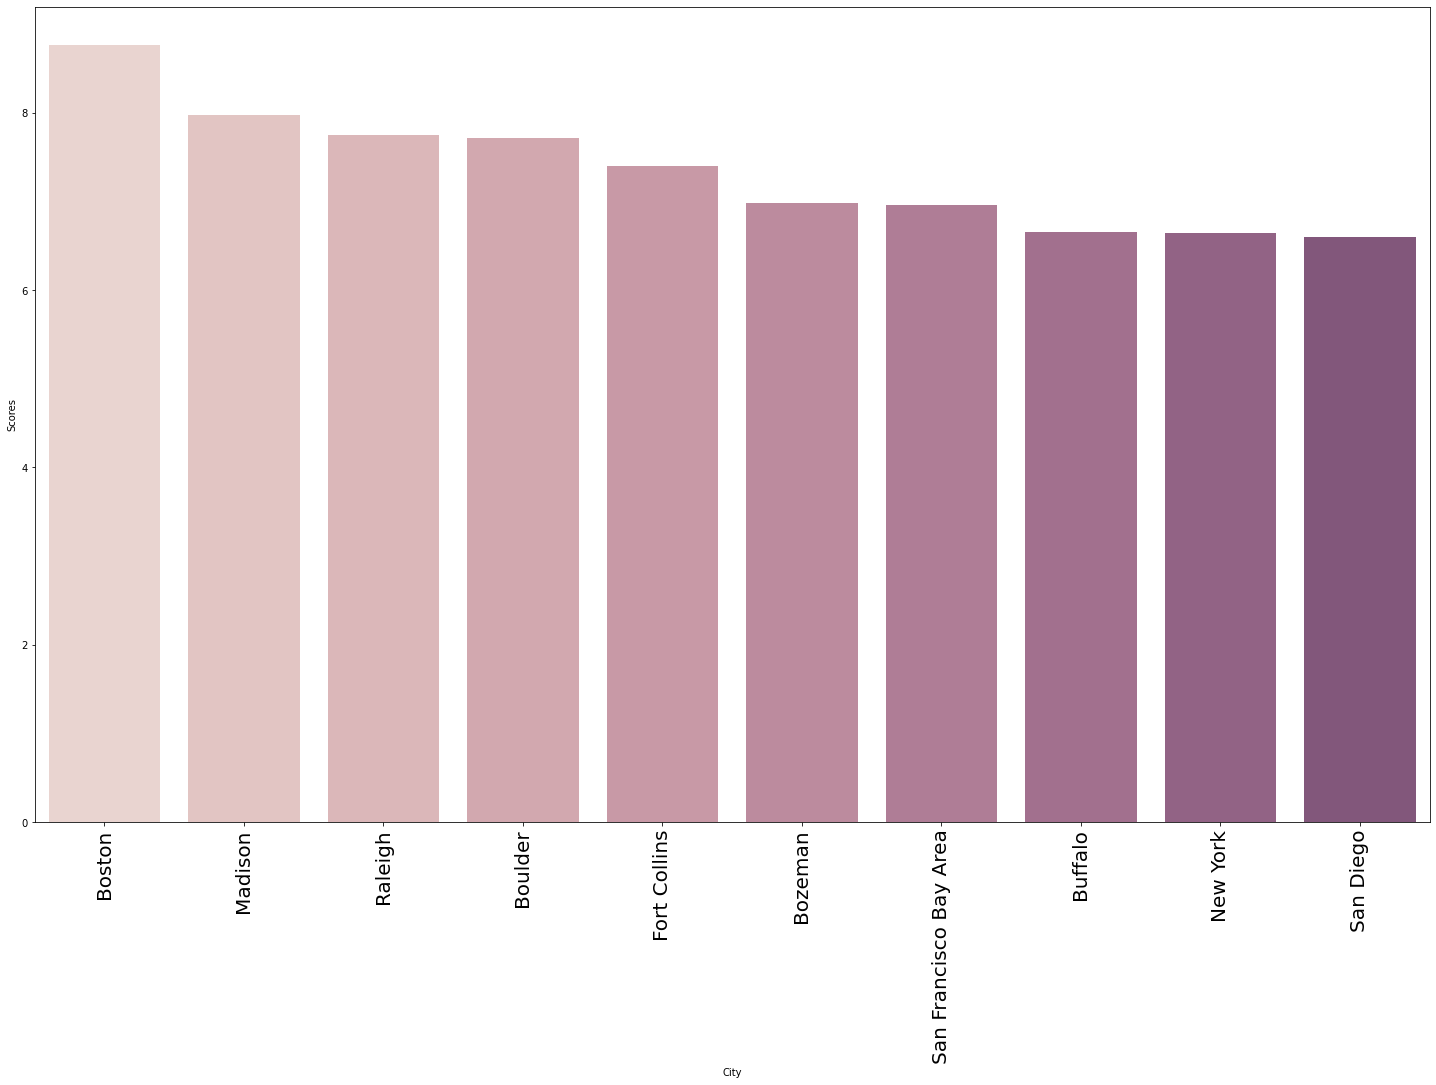 8
6
4
2
0
Scores
Boston
Madison
Raleigh
Boulder
Fort Collins
Bozeman
San Francisco Bay Area
Buffalo
New York
San Diego
City